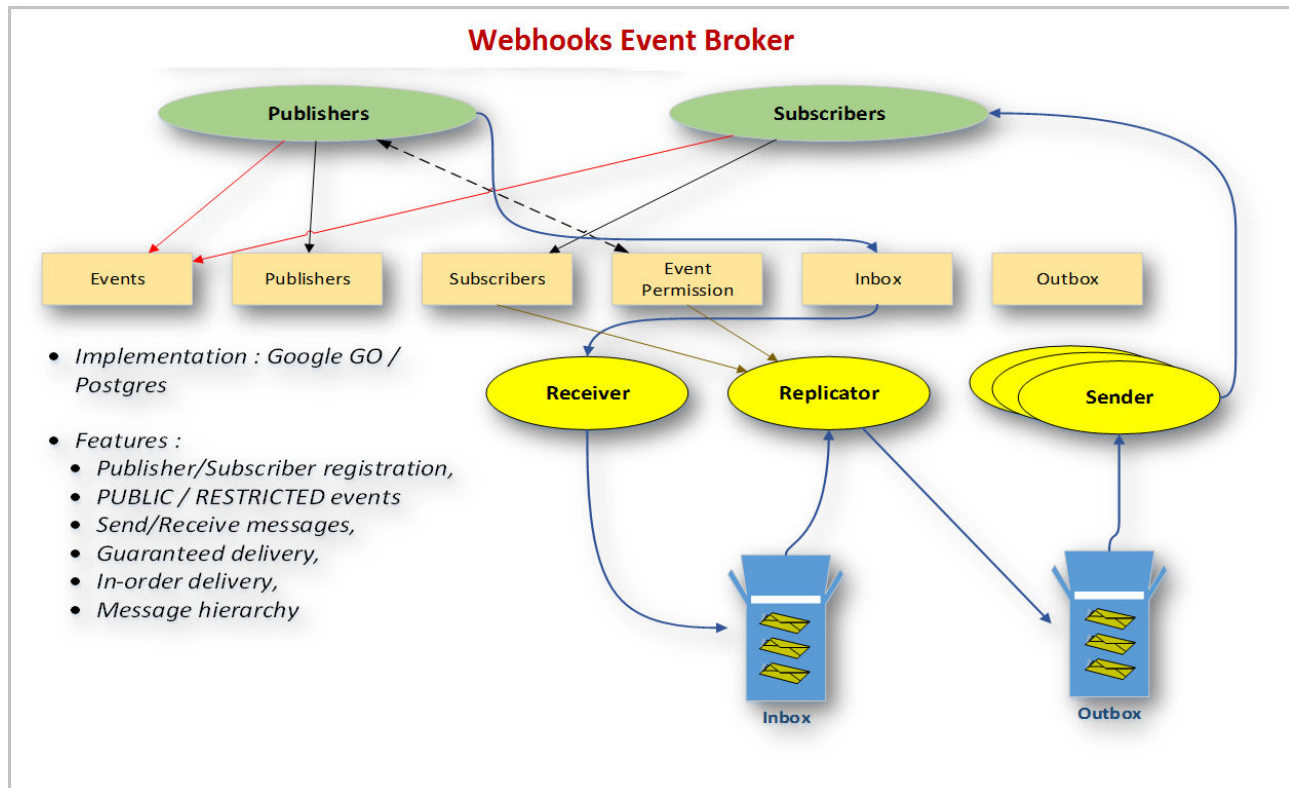 Webhooks Event Broker
Publishers
Subscribers
Events
Publishers
Subscribers
Event
Permission
Inbox
Outbox
• Implementation : Google GO /
Postgres
• Features :
• Publisher/Subscriber registration,
• PUBLIC / RESTRICTED events
• Send/Receive messages,
• Guaranteed delivery,
• In-order delivery,
• Message hierarchy
Receiver
Replicator
Sender
Inbox
Outbox